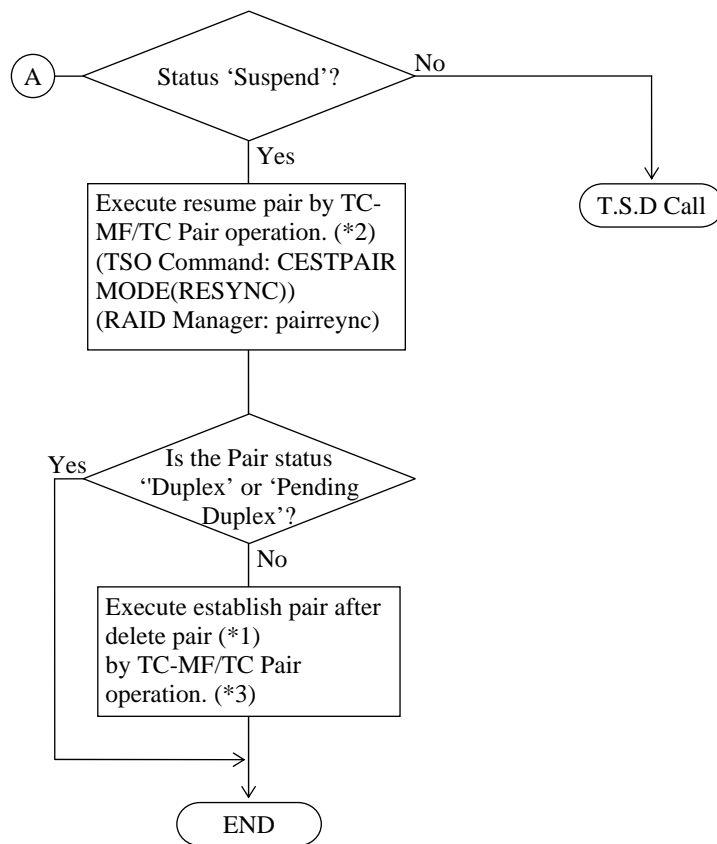 A
Status ‘Suspend’?
No
Yes
T.S.D Call
Execute resume pair by TC-
MF/TC Pair operation. (*2)
(TSO Command: CESTPAIR
MODE(RESYNC))
(RAID Manager: pairreync)
Yes
Is the Pair status
‘'Duplex’ or ‘Pending
Duplex’?
No
Execute establish pair after
delete pair (*1)
by TC-MF/TC Pair
operation. (*3)
END